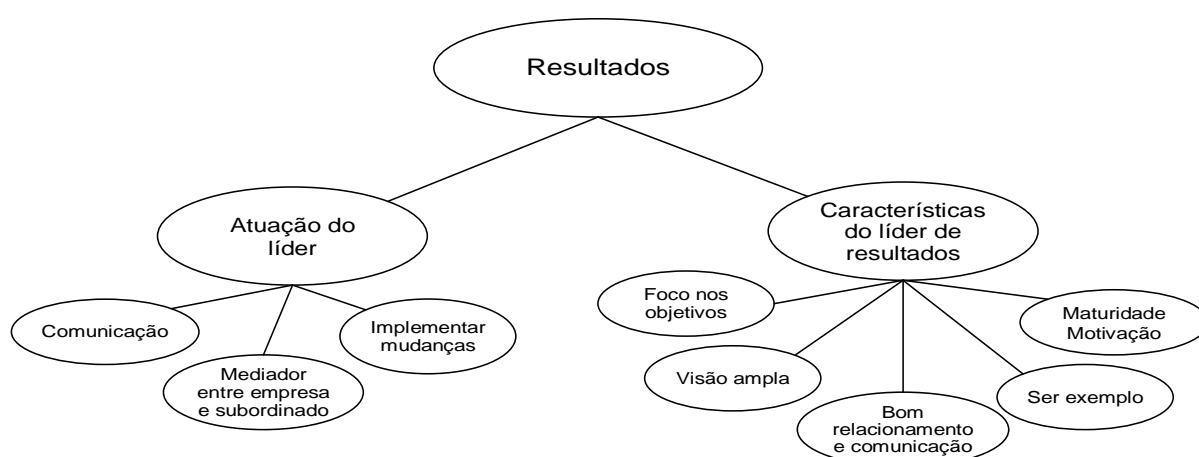 Resultados
Atuação do
líder
Características
do líder de
resultados
Comunicação
Mediador
entre empresa
e subordinado
Implementar
mudanças
Foco nos
objetivos
Visão ampla
Bom
relacionamento
e comunicação
Ser exemplo
Maturidade
Motivação